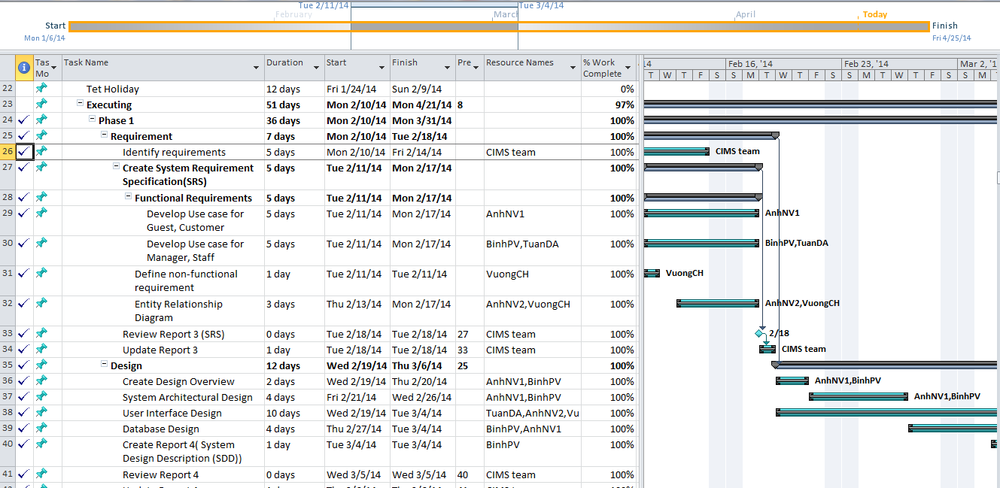 Tue 2/11/14 Tue 3/4/14
February March April Today
Start Finish
Mon 1/6/14 Fri 4/25/14
Tas Mo Task Name Duration Start Finish Pre Resource Names % Work Complete
14 Feb 16, '14 Feb 23, '14 Mar 2, '1
T W T F S S M T W T F S S M T W T F S S M
22 Tet Holiday 12 days Fri 1/24/14 Sun 2/9/14 0%
23 Executing 51 days Mon 2/10/14 Mon 4/21/14 8 97%
24 Phase 1 36 days Mon 2/10/14 Mon 3/31/14 100%
25 Requirement 7 days Mon 2/10/14 Tue 2/18/14 100%
26 Identify requirements 5 days Mon 2/10/14 Fri 2/14/14 CIMS team 100% CIMS team
27 Create System Requirement 5 days Tue 2/11/14 Mon 2/17/14 100%
Specification(SRS)
28 Functional Requirements 5 days Tue 2/11/14 Mon 2/17/14 100%
29 Develop Use case for 5 days Tue 2/11/14 Mon 2/17/14 AnhNV1 100% AnhNV1
Guest, Customer
30 Develop Use case for 5 days Tue 2/11/14 Mon 2/17/14 BinhPV,TuanDA 100% BinhPV,TuanDA
Manager, Staff
31 Define non-functional 1 day Tue 2/11/14 Tue 2/11/14 VuongCH 100% VuongCH
requirement
32 Entity Relationship 3 days Thu 2/13/14 Mon 2/17/14 AnhNV2,VuongCH 100% AnhNV2,VuongCH
Diagram
33 Review Report 3 (SRS) 0 days Tue 2/18/14 Tue 2/18/14 27 CIMS team 100% 2/18
34 Update Report 3 1 day Tue 2/18/14 Tue 2/18/14 33 CIMS team 100% CIMS team
35 Design 12 days Wed 2/19/14 Thu 3/6/14 25 100%
36 Create Design Overview 2 days Wed 2/19/14 Thu 2/20/14 AnhNV1,BinhPV 100% AnhNV1,BinhPV
37 System Architectural Design 4 days Fri 2/21/14 Wed 2/26/14 AnhNV1,BinhPV 100% AnhNV1,BinhPV
38 User Interface Design 10 days Wed 2/19/14 Tue 3/4/14 TuanDA,AnhNV2,Vu 100%
39 Database Design 4 days Thu 2/27/14 Tue 3/4/14 BinhPV,AnhNV1 100%
40 Create Report 4( System 1 day Tue 3/4/14 Tue 3/4/14 BinhPV 100%
Design Description (SDD))
41 Review Report 4 0 days Wed 3/5/14 Wed 3/5/14 40 CIMS team 100%